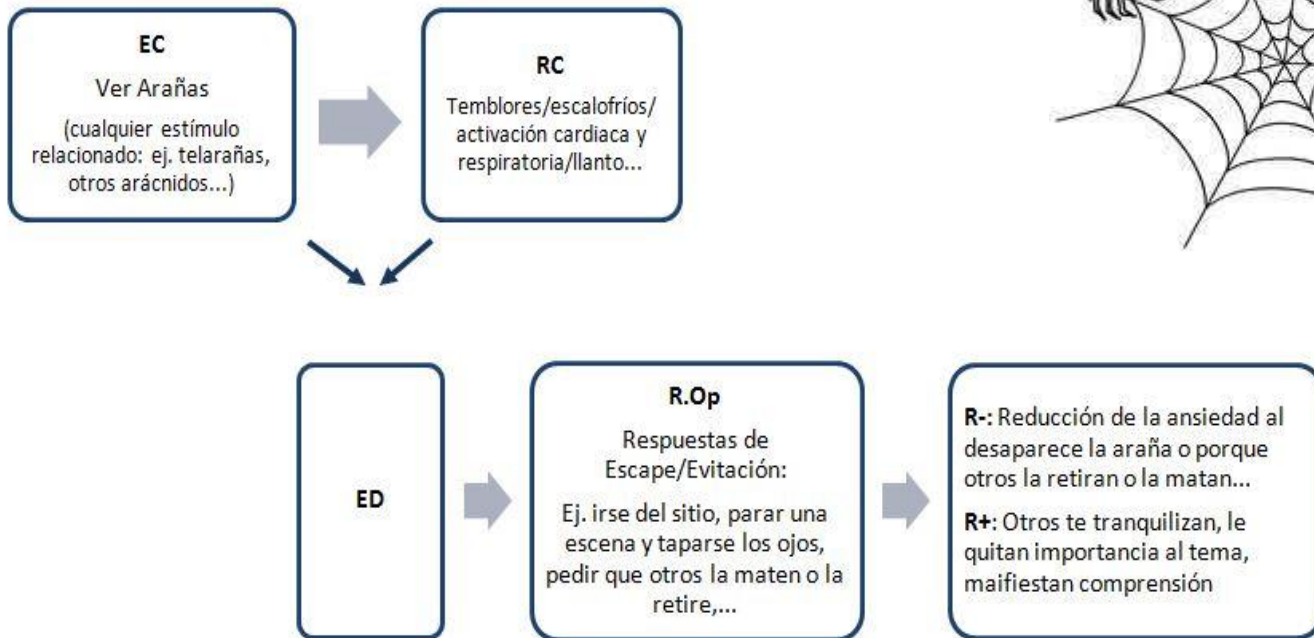 EC
Ver Arañas
(cualquier estímulo
relacionado: ej. telarañas,
otros arácnidos...)
RC
Temblores/escalofríos/
activación cardiaca y
respiratoria/llanto...
ED
R.Op
Respuestas de
Escape/Evitación:
Ej. irse del sitio, parar una
escena y taparse los ojos,
pedir que otros la maten o la
retire,...
R-: Reducción de la ansiedad al
desaparece la araña o porque
otros la retiran o la matan...
R+: Otros te tranquilizan, le
quitan importancia al tema,
maifiestan comprensión